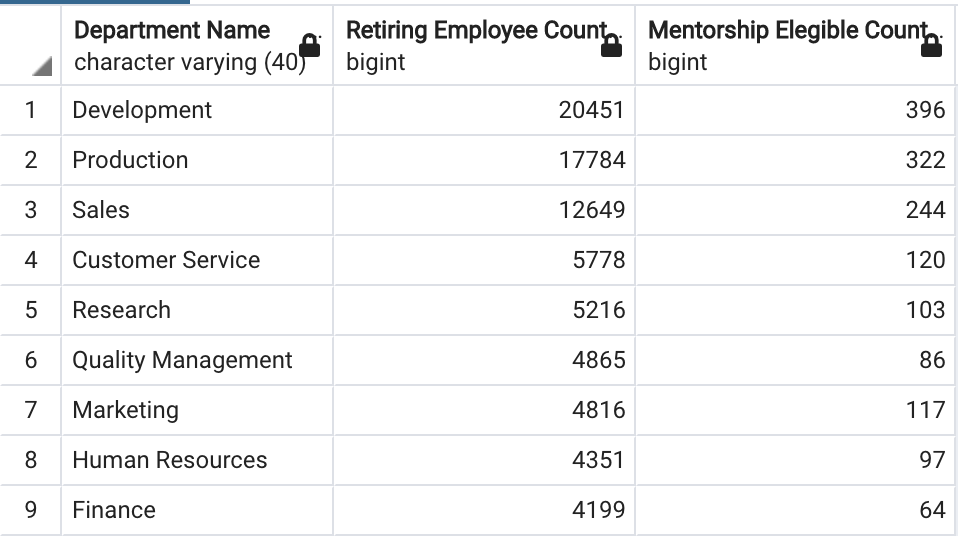 Department Name Retiring Employee Count Mentorship Elegible Count
character varying (40) bigint bigint
1 Development 20451 396
2 Production 17784 322
3 Sales 12649 244
4 Customer Service 5778 120
5 Research 5216 103
6 Quality Management 4865 86
7 Marketing 4816 117
8 Human Resources 4351 97
9 Finance 4199 64